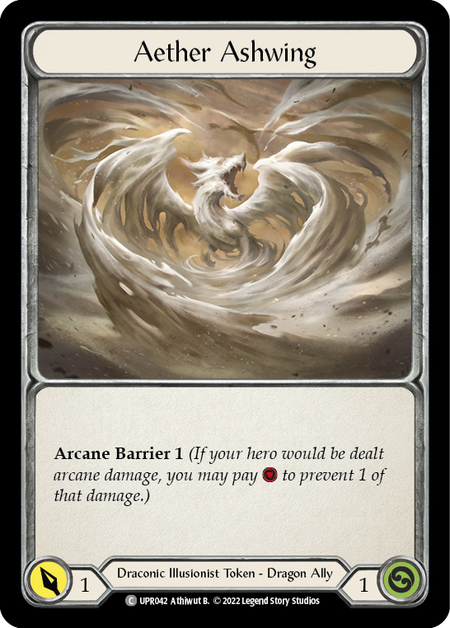 Aether Ashwing
Arcane Barrier 1 (If your hero would be dealt
arcane damage, you may pay to prevent 1 of
that damage.)
1
Draconic Illusionist Token - Dragon Ally
1
C UPR042 Athiwut B. © 2022 Legend Story Studios